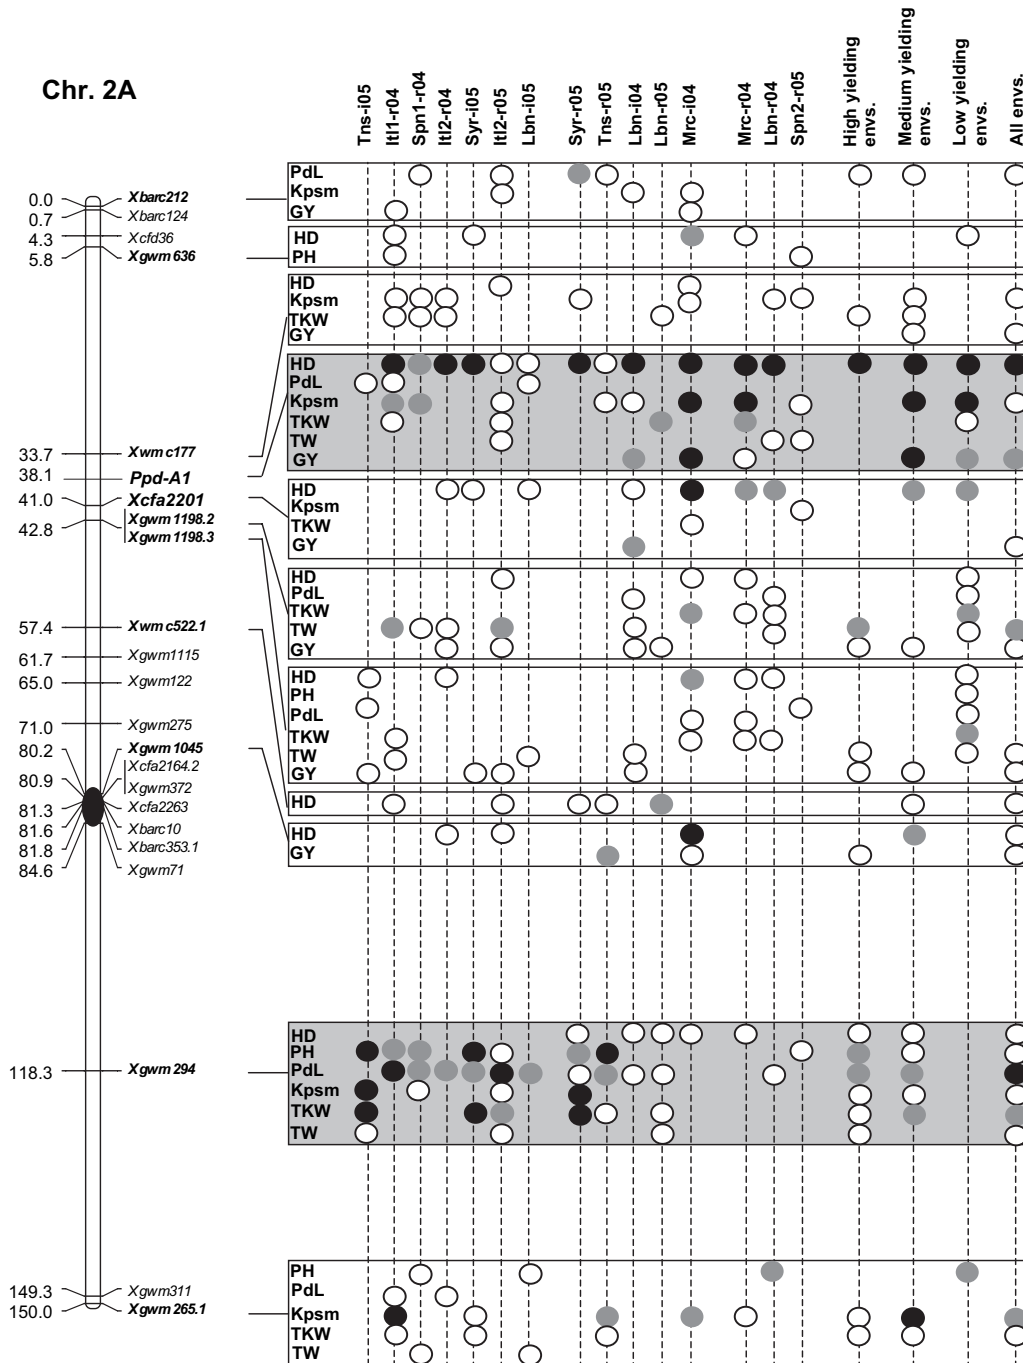 Chr. 2A
Tns-i05
Itl1-r04
Spn1-r04
Itl2-r04
Syr-i05
Itl2-r05
Lbn-i05
Syr-r05
Tns-r05
Lbn-i04
Lbn-r05
Mrc-i04
Mrc-r04
Lbn-r04
Spn2-r05
High yielding
envs.
Medium yielding
envs.
Low yielding
envs.
All envs.
0.0 Xbarc212
0.7 Xbarc124
4.3 Xcfd36
5.8 Xgwm636
33.7 Xwmc177
38.1 Ppd-A1
41.0 Xcfa2201
42.8 Xgwm1198.2
Xgwm1198.3
57.4 Xwmc522.1
61.7 Xgwm1115
65.0 Xgwm122
71.0 Xgwm275
80.2 Xgwm1045
80.9 Xcfa2164.2
Xgwm372
81.3 Xcfa2263
81.6 Xbarc10
81.8 Xbarc353.1
84.6 Xgwm71
118.3 Xgwm294
149.3 Xgwm311
150.0 Xgwm265.1
PdL
Kpsm
GY
HD
PH
HD
Kpsm
TKW
GY
HD
PdL
Kpsm
TKW
TW
GY
HD
Kpsm
TKW
GY
HD
PdL
TKW
TW
GY
HD
PH
PdL
TKW
TW
GY
HD
HD
GY
HD
PH
PdL
Kpsm
TKW
TW
PH
PdL
Kpsm
TKW
TW